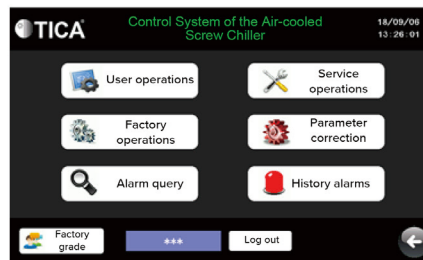 TICA
Control System of the Air-cooled
Screw Chiller
18/09/06
13:26:01
User operations
Service
operations
Factory
operations
Parameter
correction
Alarm query
History alarms
Factory
grade
***
Log out